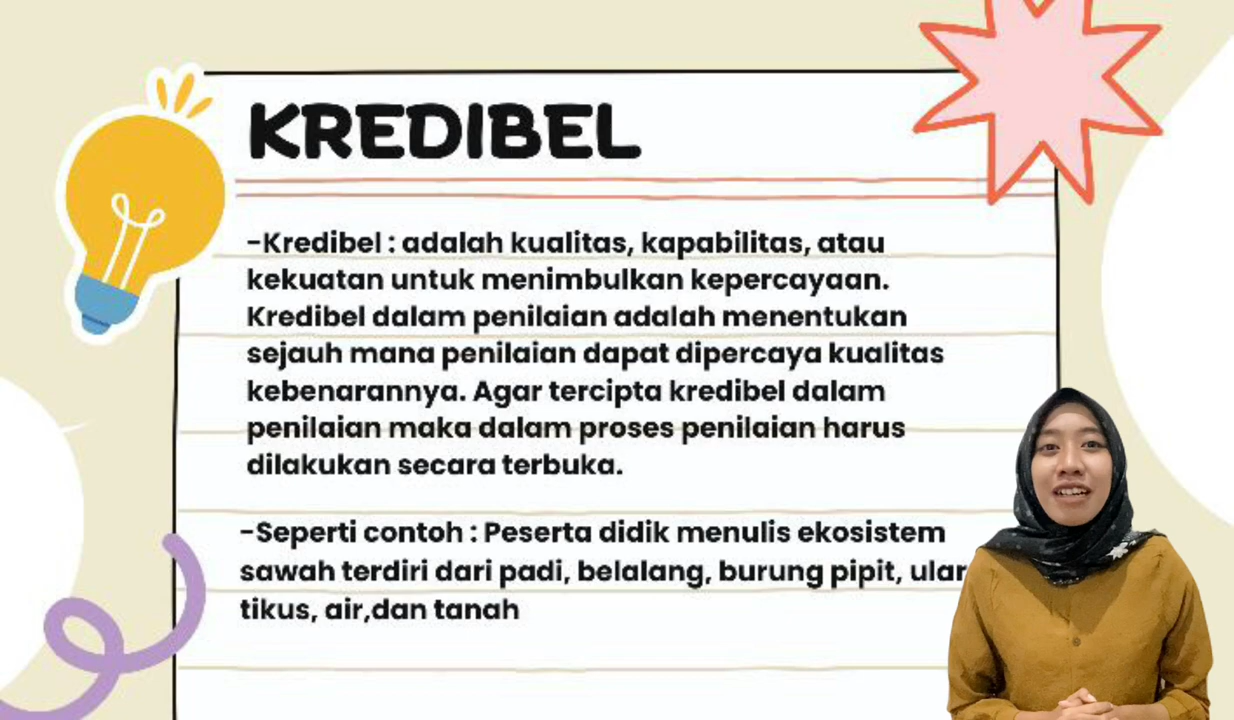 KREDIBEL
-Kredibel : adalah kualitas, kapabilitas, atau
kekuatan untuk menimbulkan kepercayaan.
Kredibel dalam penilaian adalah menentukan
sejauh mana penilaian dapat dipercaya kualitas
kebenarannya. Agar tercipta kredibel dalam
penilaian maka dalam proses penilaian harus
dilakukan secara terbuka.
-Seperti contoh : Peserta didik menulis ekosistem
sawah terdiri dari padi, belalang, burung pipit, ular
tikus, air,dan tanah